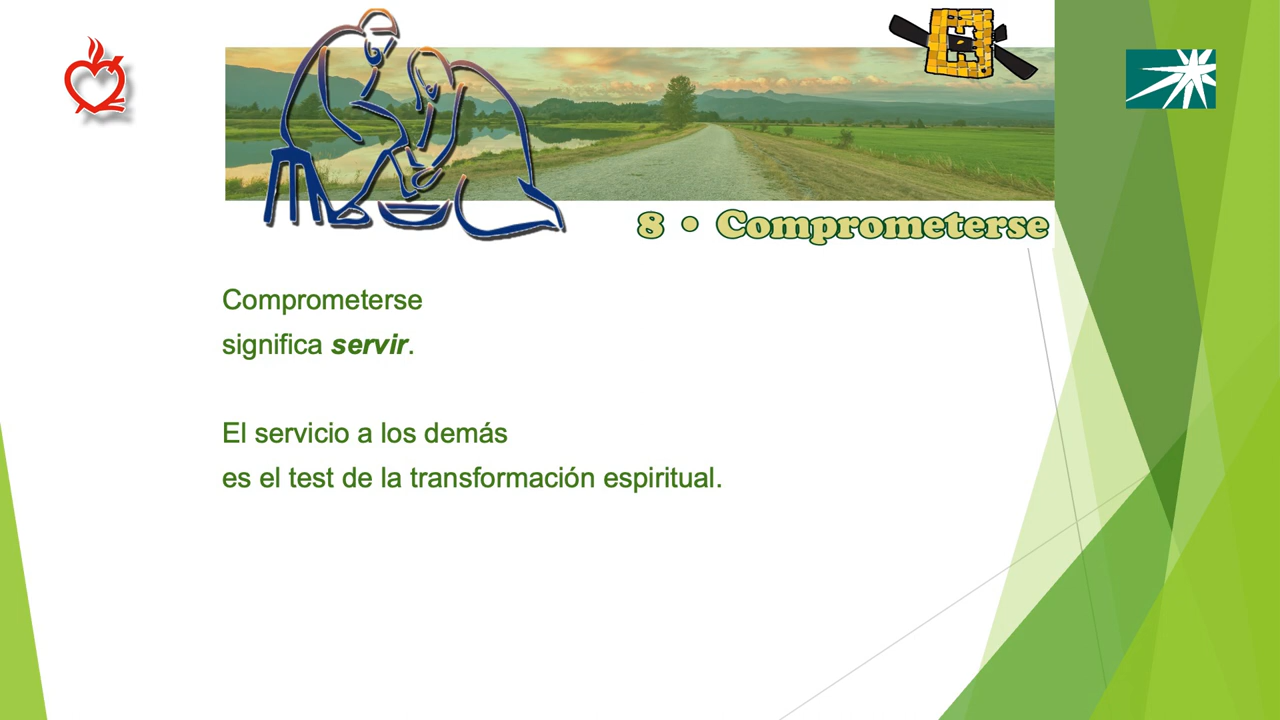 8 • Comprometerse
Comprometerse
significa servir.
El servicio a los demás
es el test de la transformación espiritual.